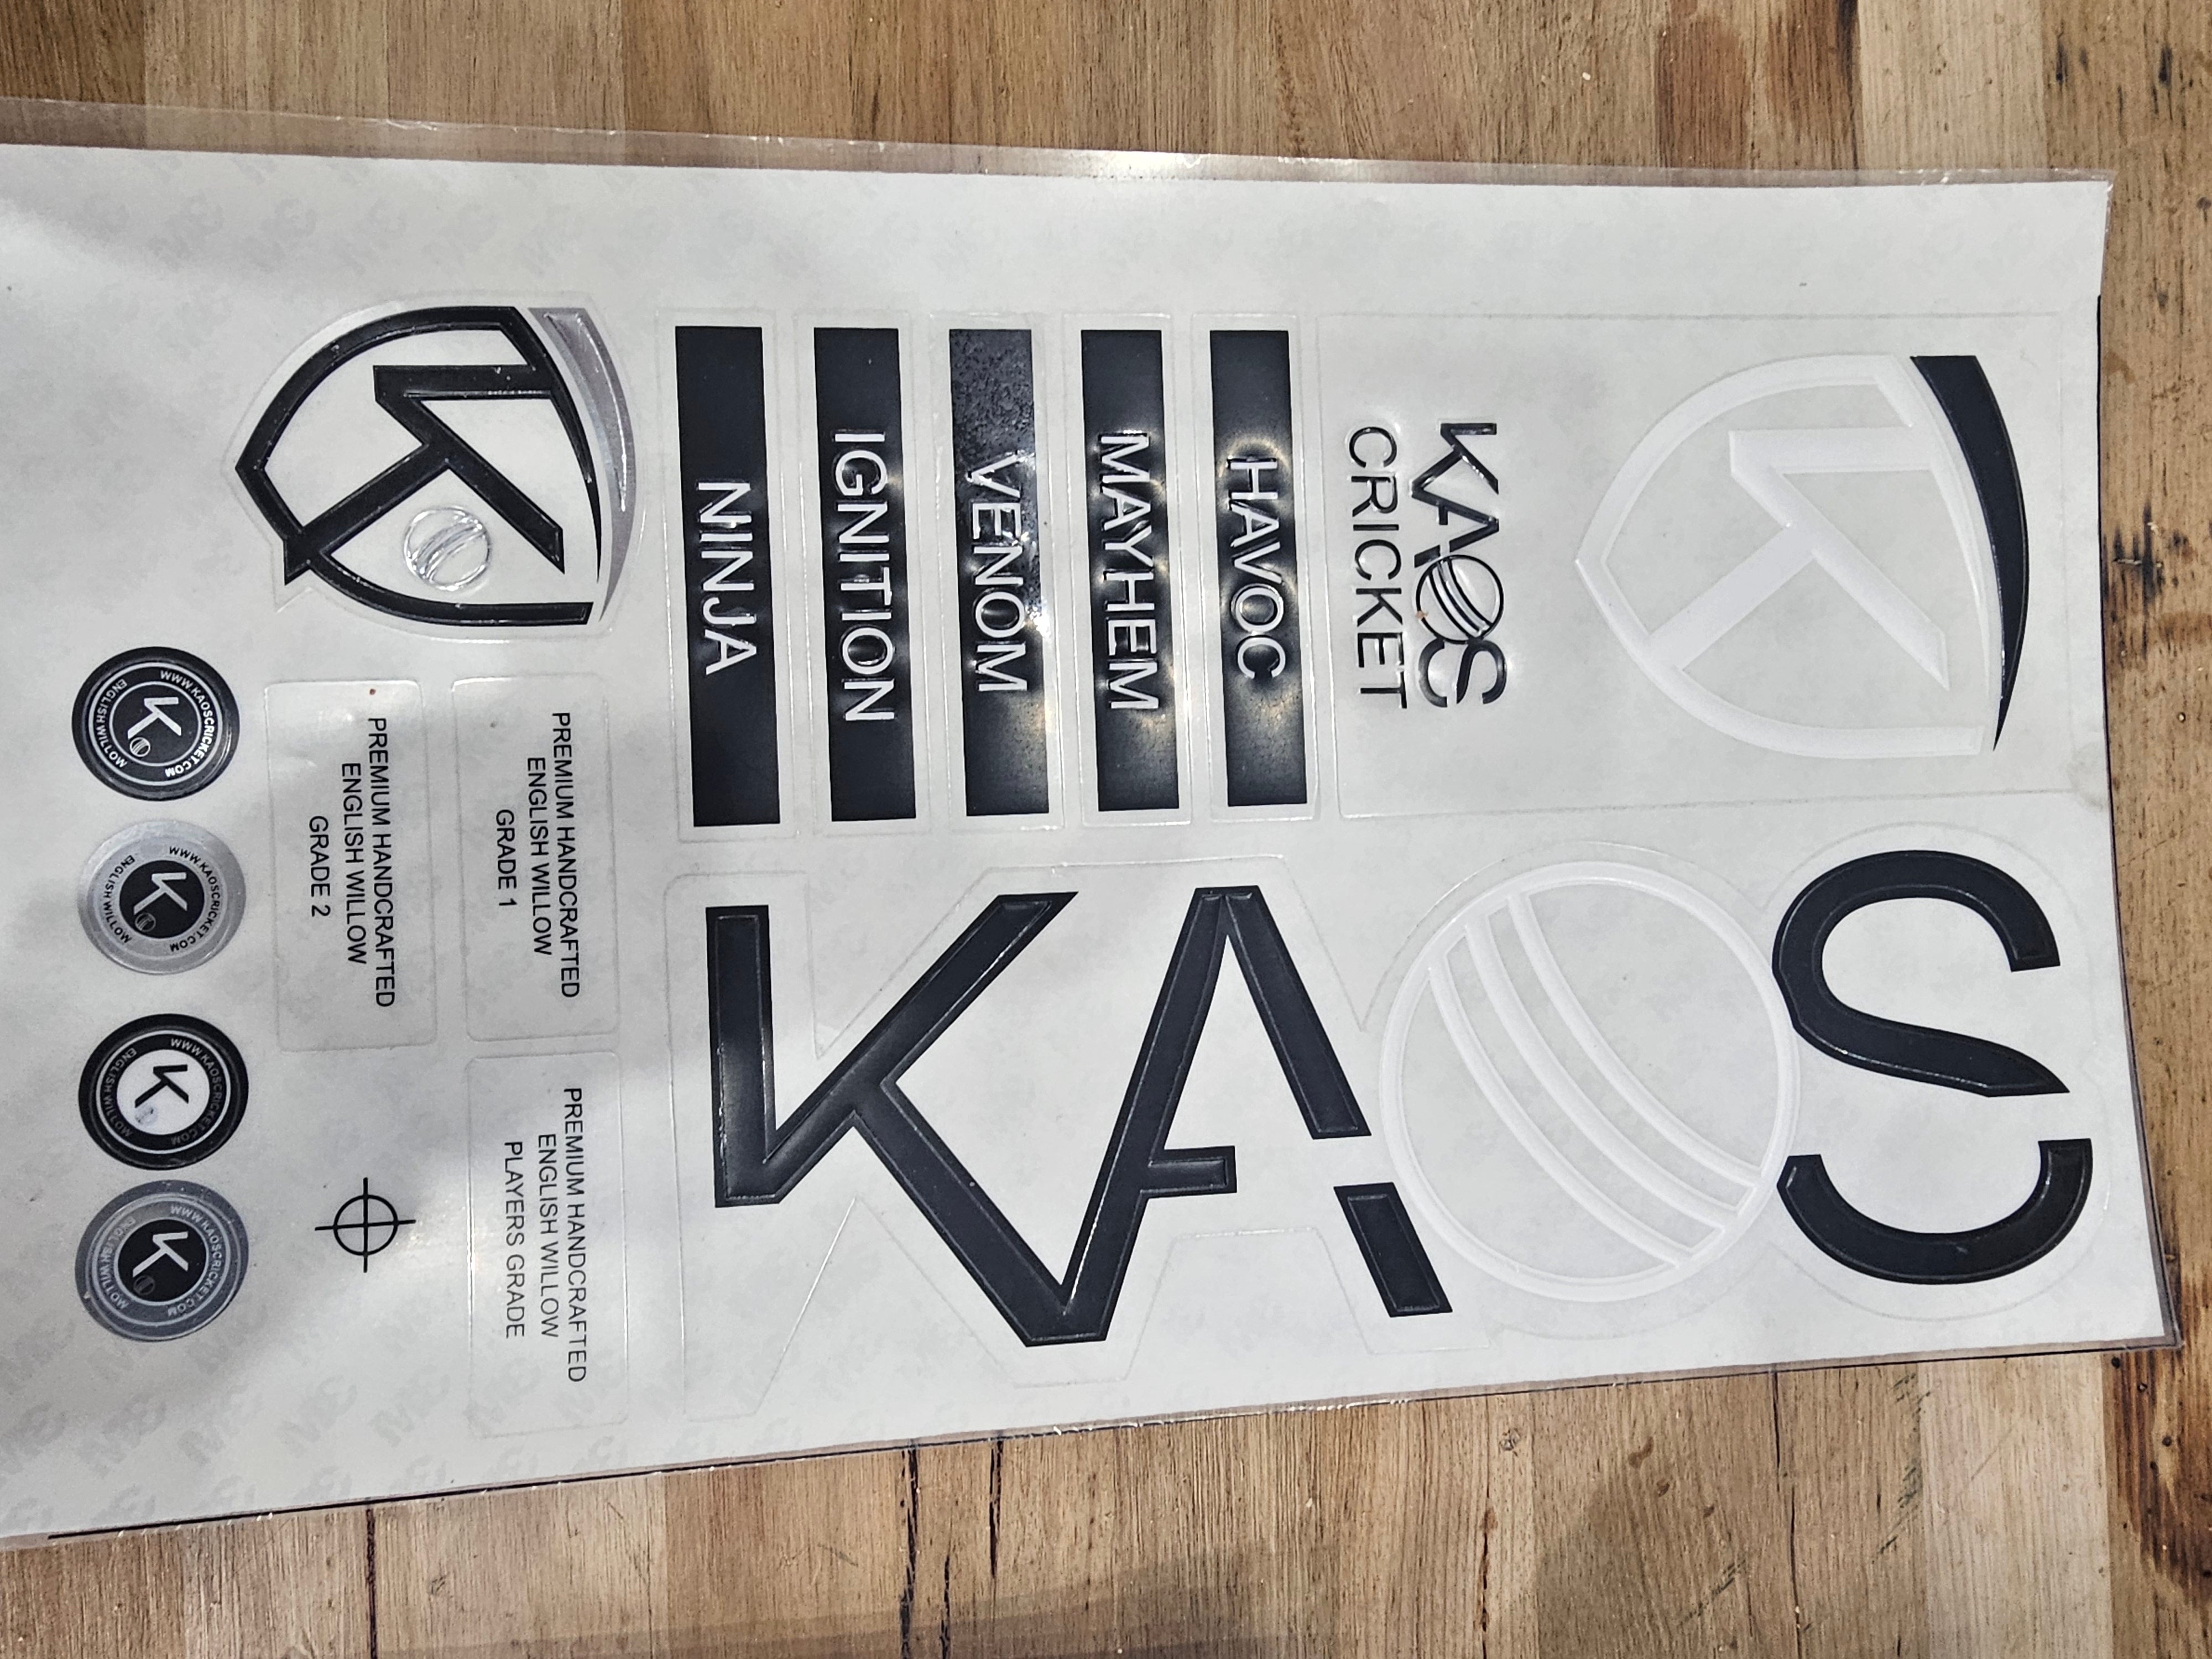 K
KAOS
CRICKET
HAVOC
MAYHEM
VENOM
IGNITION
NINJA
K
KAOS
PREMIUM HANDCRAFTED
ENGLISH WILLOW
GRADE 1
PREMIUM HANDCRAFTED
ENGLISH WILLOW
GRADE 2
PREMIUM HANDCRAFTED
ENGLISH WILLOW
PLAYERS GRADE
WWW.KAOSCRICKET.COM
K
ENGLISH WILLOW
WWW.KAOSCRICKET.COM
K
ENGLISH WILLOW
WWW.KAOSCRICKET.COM
K
ENGLISH WILLOW
WWW.KAOSCRICKET.COM
K
ENGLISH WILLOW